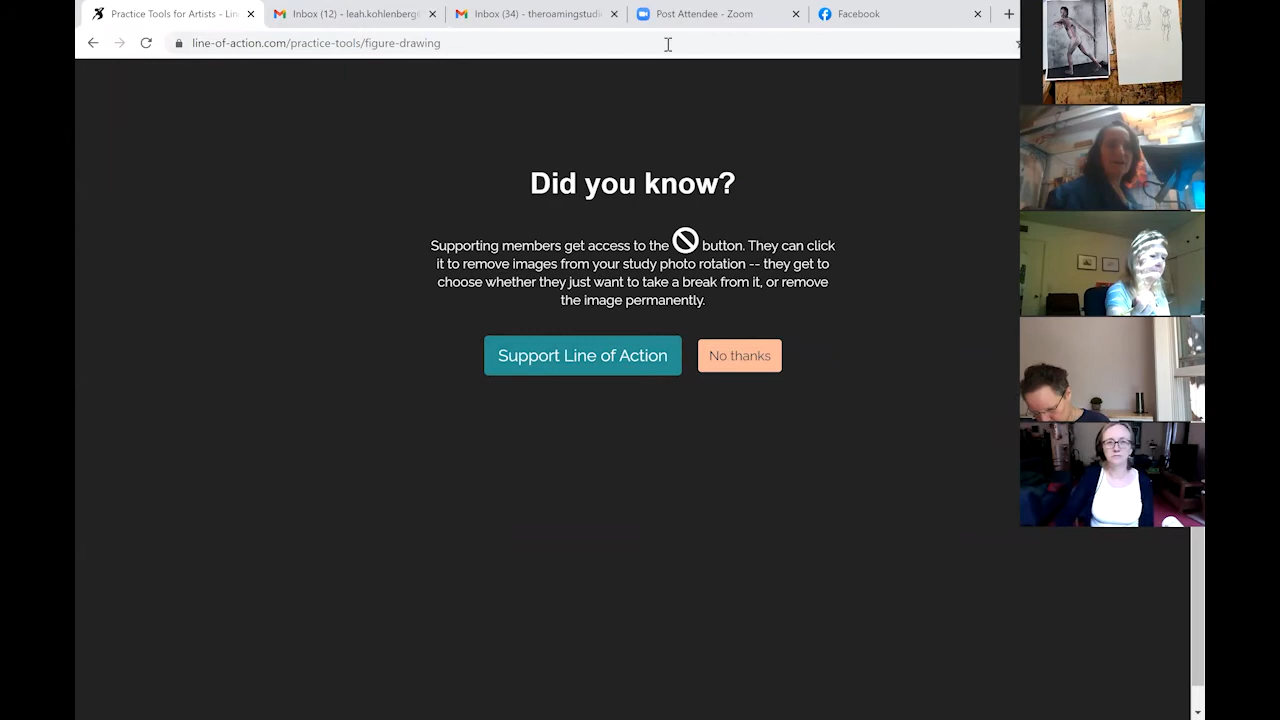 Practice Tools for Artists - Lin
Inbox (12) - leah.kohlenberg
Inbox (34) - theroamingstudi
Post Attendee - Zoom
Facebook
line-of-action.com/practice-tools/figure-drawing
Did you know?
Supporting members get access to the button. They can click
it to remove images from your study photo rotation -- they get to
choose whether they just want to take a break from it, or remove
the image permanently.
Support Line of Action
No thanks